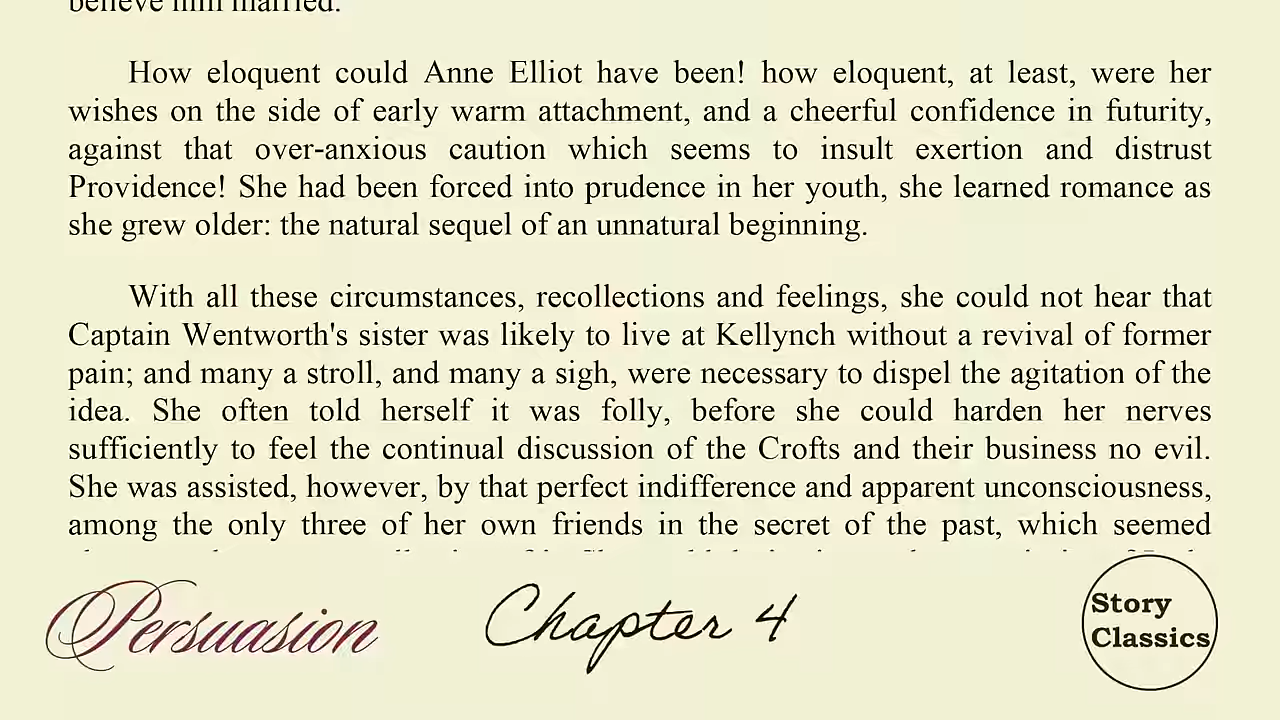 believe him married.
How eloquent could Anne Elliot have been! how eloquent, at least, were her
wishes on the side of early warm attachment, and a cheerful confidence in futurity,
against that over-anxious caution which seems to insult exertion and distrust
Providence! She had been forced into prudence in her youth, she learned romance as
she grew older: the natural sequel of an unnatural beginning.
With all these circumstances, recollections and feelings, she could not hear that
Captain Wentworth's sister was likely to live at Kellynch without a revival of former
pain; and many a stroll, and many a sigh, were necessary to dispel the agitation of the
idea. She often told herself it was folly, before she could harden her nerves
sufficiently to feel the continual discussion of the Crofts and their business no evil.
She was assisted, however, by that perfect indifference and apparent unconsciousness,
among the only three of her own friends in the secret of the past, which seemed
Persuasion
Chapter 4
Story
Classics